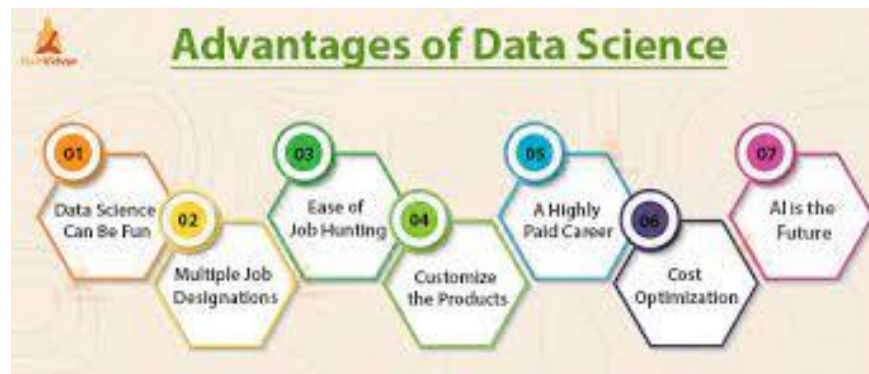 Advantages of Data Science
01
Data Science
Can Be Fun
02
Multiple Job
Designations
03
Ease of
Job Hunting
04
Customize
the Products
05
A Highly
Paid Career
06
Cost
Optimization
07
AI is the
Future